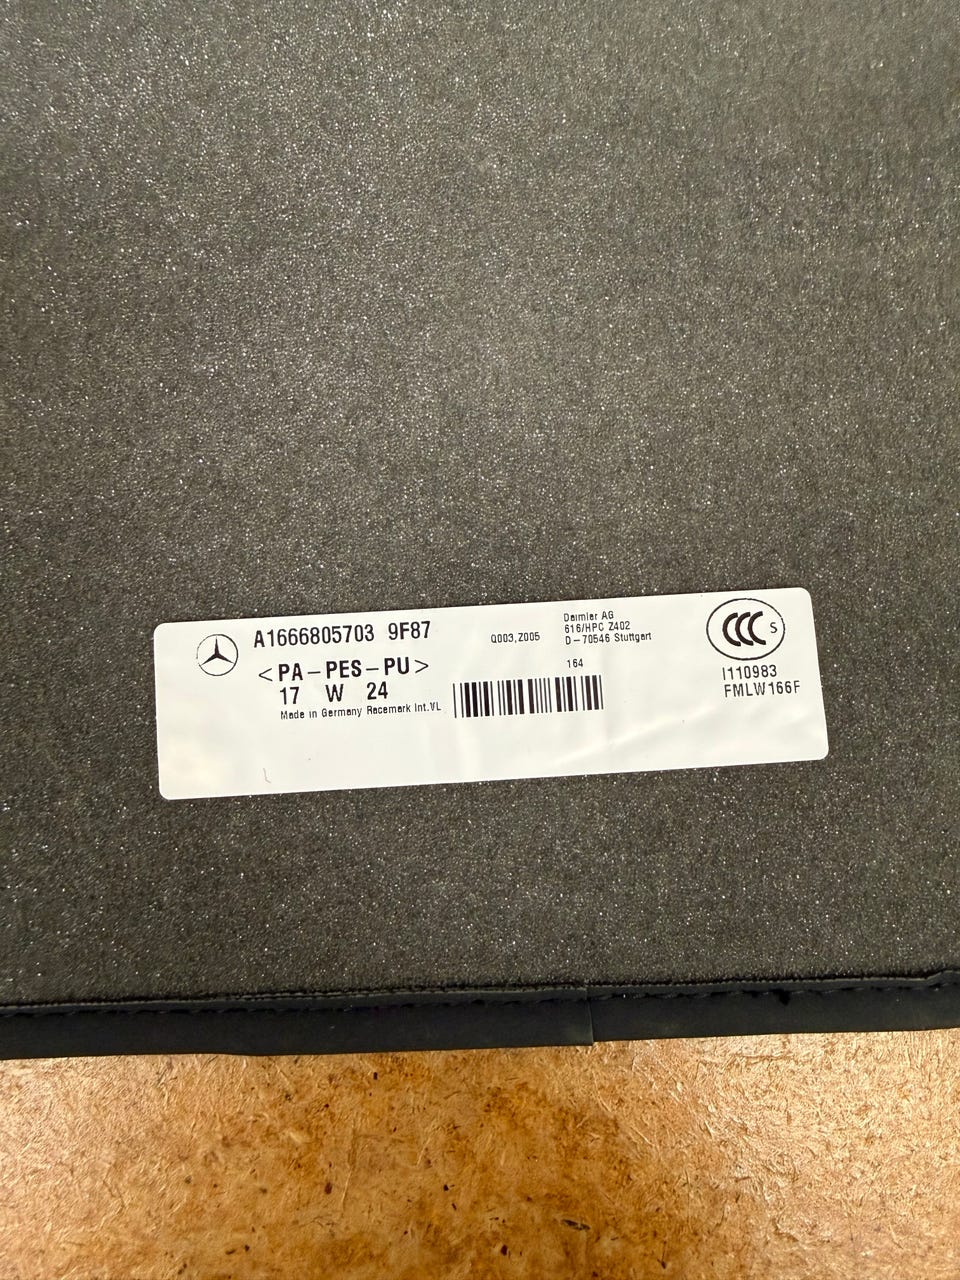 A1666805703 9F87
<PA-PES-PU>
17 W 24
Made in Germany Racemark Int.VL
Q003,Z005
Daimler AG
616/HPC Z402
D-70546 Stuttgart
164
CCC S
I110983
FMLW166F